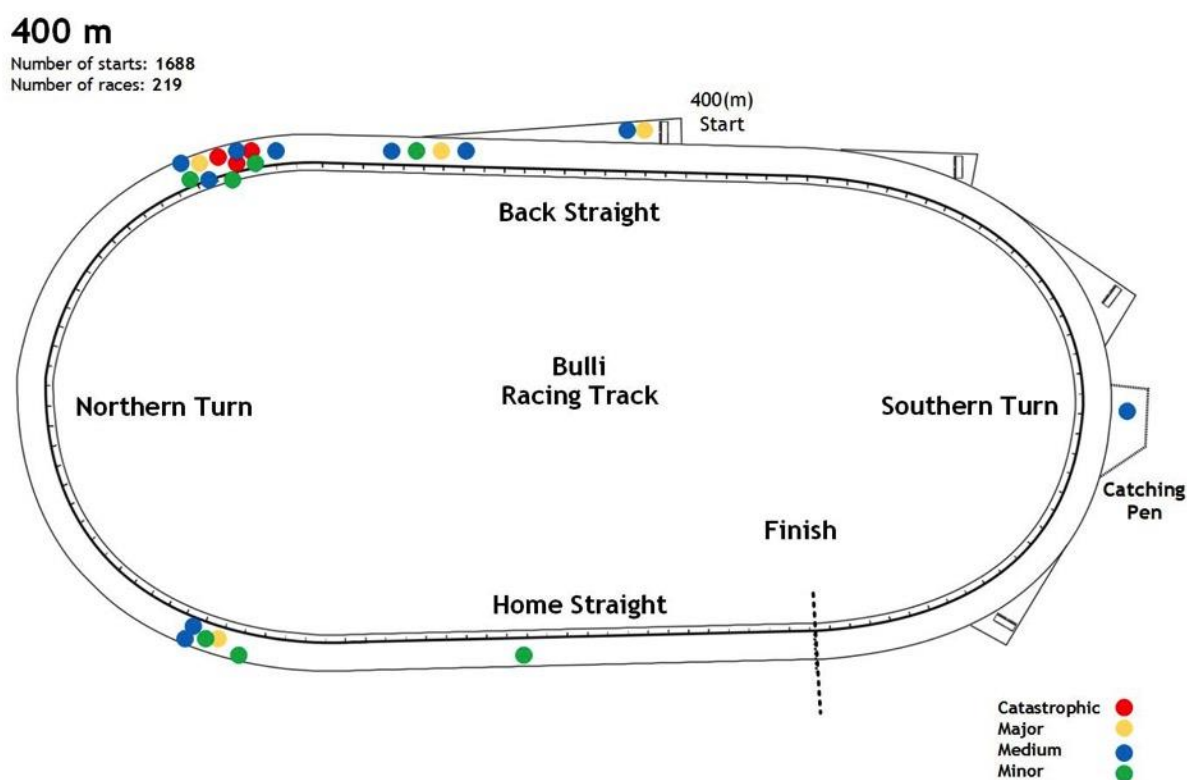 400 m
Number of starts: 1688
Number of races: 219
400(m)
Start
Back Straight
Bulli
Racing Track
Northern Turn
Southern Turn
Catching
Pen
Finish
Home Straight
Catastrophic
Major
Medium
Minor